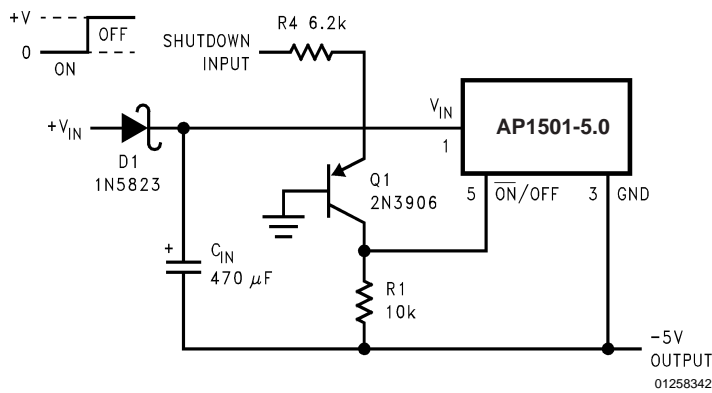 +V
OFF
0
ON
R4 6.2k
SHUTDOWN
INPUT
+VIN
D1
1N5823
VIN
1
AP1501-5.0
Q1
2N3906
5
ON/OFF
3
GND
+
CIN
470 μF
R1
10k
−5V
OUTPUT
01258342